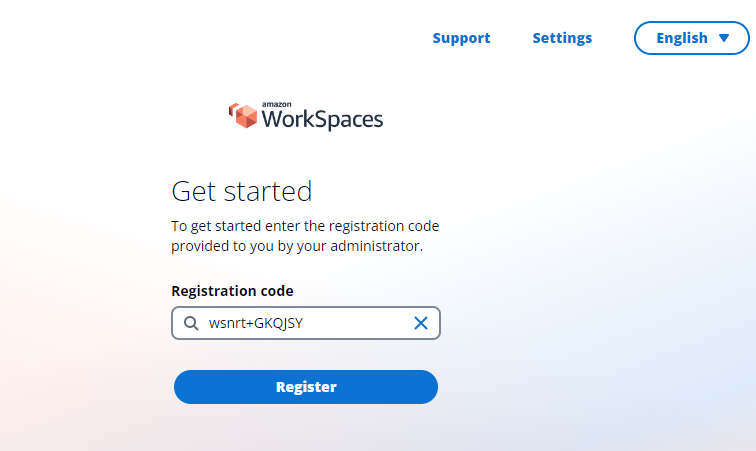 Support Settings English
amazon
WorkSpaces
Get started
To get started enter the registration code
provided to you by your administrator.
Registration code
wsnrt+GKQJSY
Register